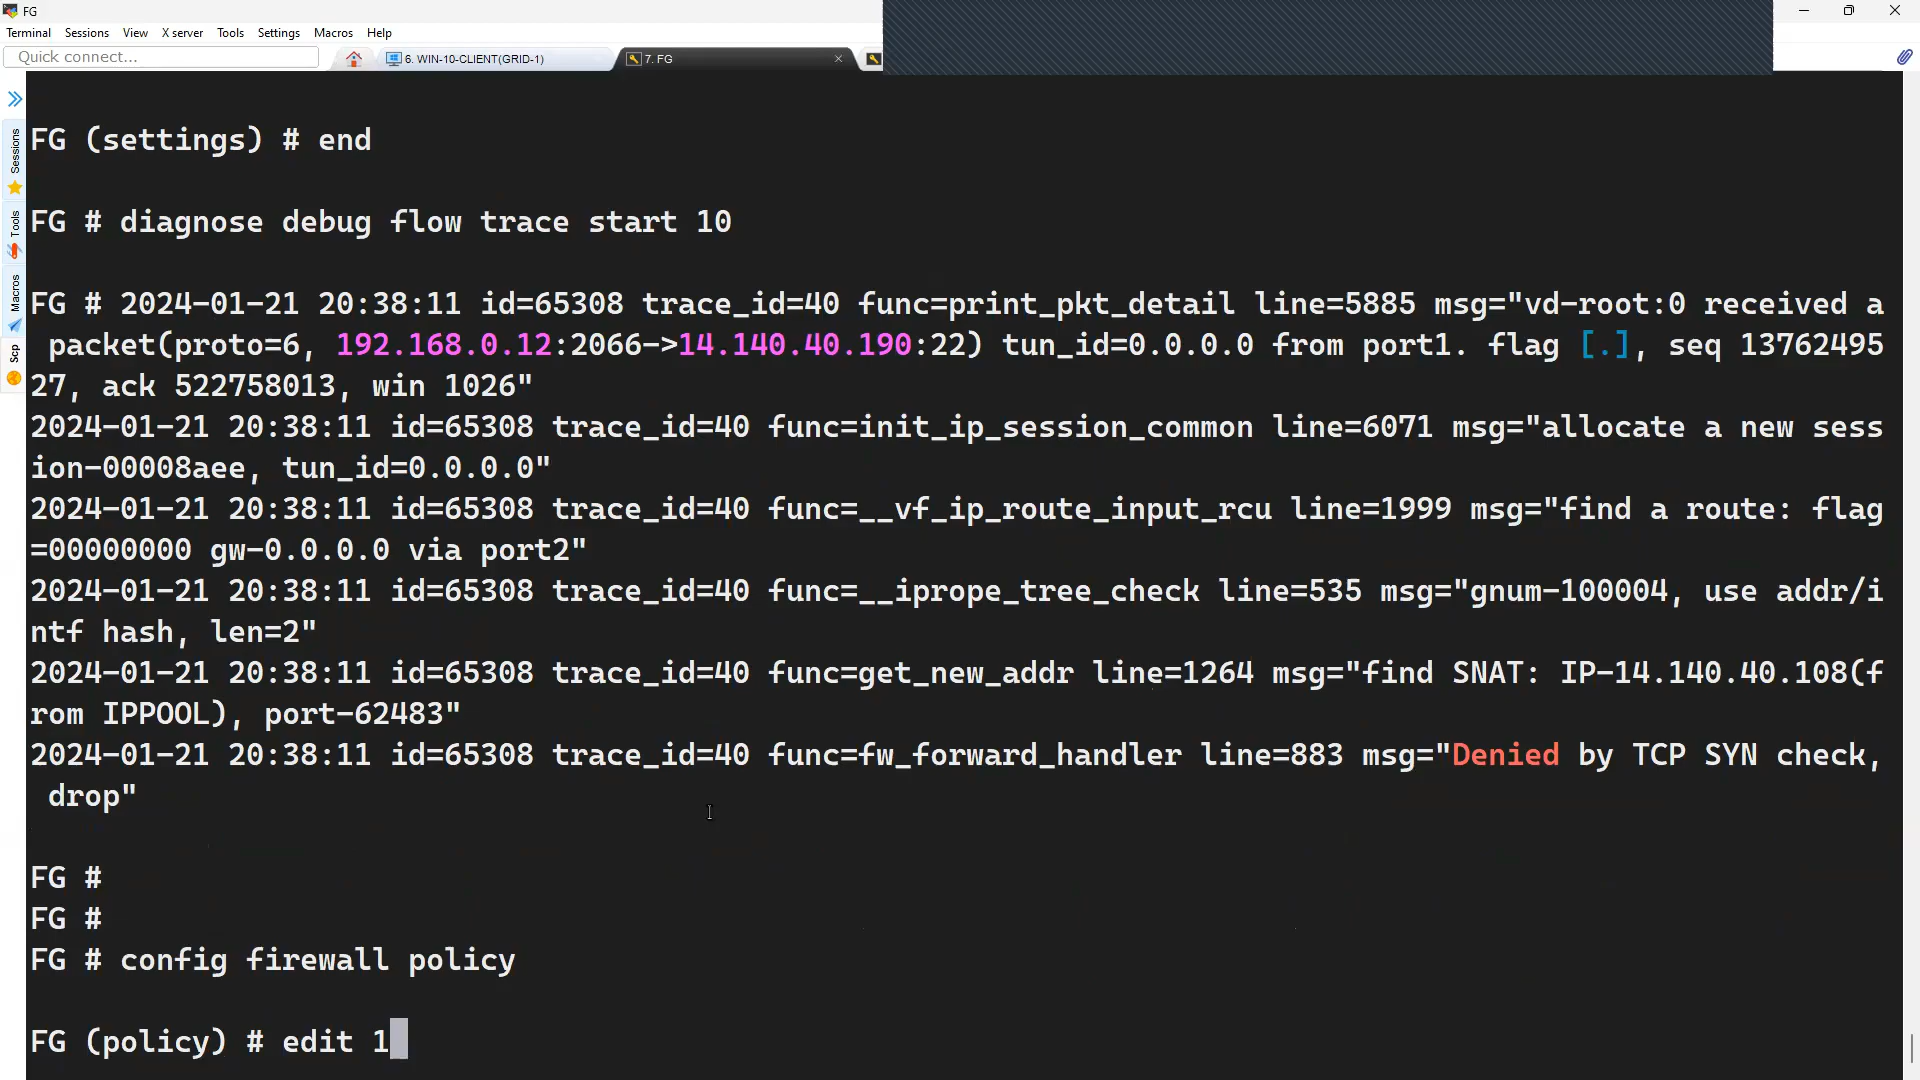 FG
Terminal Sessions View X server Tools Settings Macros Help
Quick connect...
6. WIN-10-CLIENT(GRID-1)
7. FG
Sessions
Tools
Macros
Scp
FG (settings) # end
FG # diagnose debug flow trace start 10
FG # 2024-01-21 20:38:11 id=65308 trace_id=40 func=print_pkt_detail line=5885 msg="vd-root:0 received a
packet(proto=6, 192.168.0.12:2066->14.140.40.190:22) tun_id=0.0.0.0 from port1. flag [.], seq 13762495
27, ack 522758013, win 1026"
2024-01-21 20:38:11 id=65308 trace_id=40 func=init_ip_session_common line=6071 msg="allocate a new sess
ion-00008aee, tun_id=0.0.0.0"
2024-01-21 20:38:11 id=65308 trace_id=40 func=__vf_ip_route_input_rcu line=1999 msg="find a route: flag
=00000000 gw-0.0.0.0 via port2"
2024-01-21 20:38:11 id=65308 trace_id=40 func=__iprope_tree_check line=535 msg="gnum-100004, use addr/i
ntf hash, len=2"
2024-01-21 20:38:11 id=65308 trace_id=40 func=get_new_addr line=1264 msg="find SNAT: IP-14.140.40.108(f
rom IPPOOL), port-62483"
2024-01-21 20:38:11 id=65308 trace_id=40 func=fw_forward_handler line=883 msg="Denied by TCP SYN check,
drop"
FG #
FG #
FG # config firewall policy
FG (policy) # edit 1